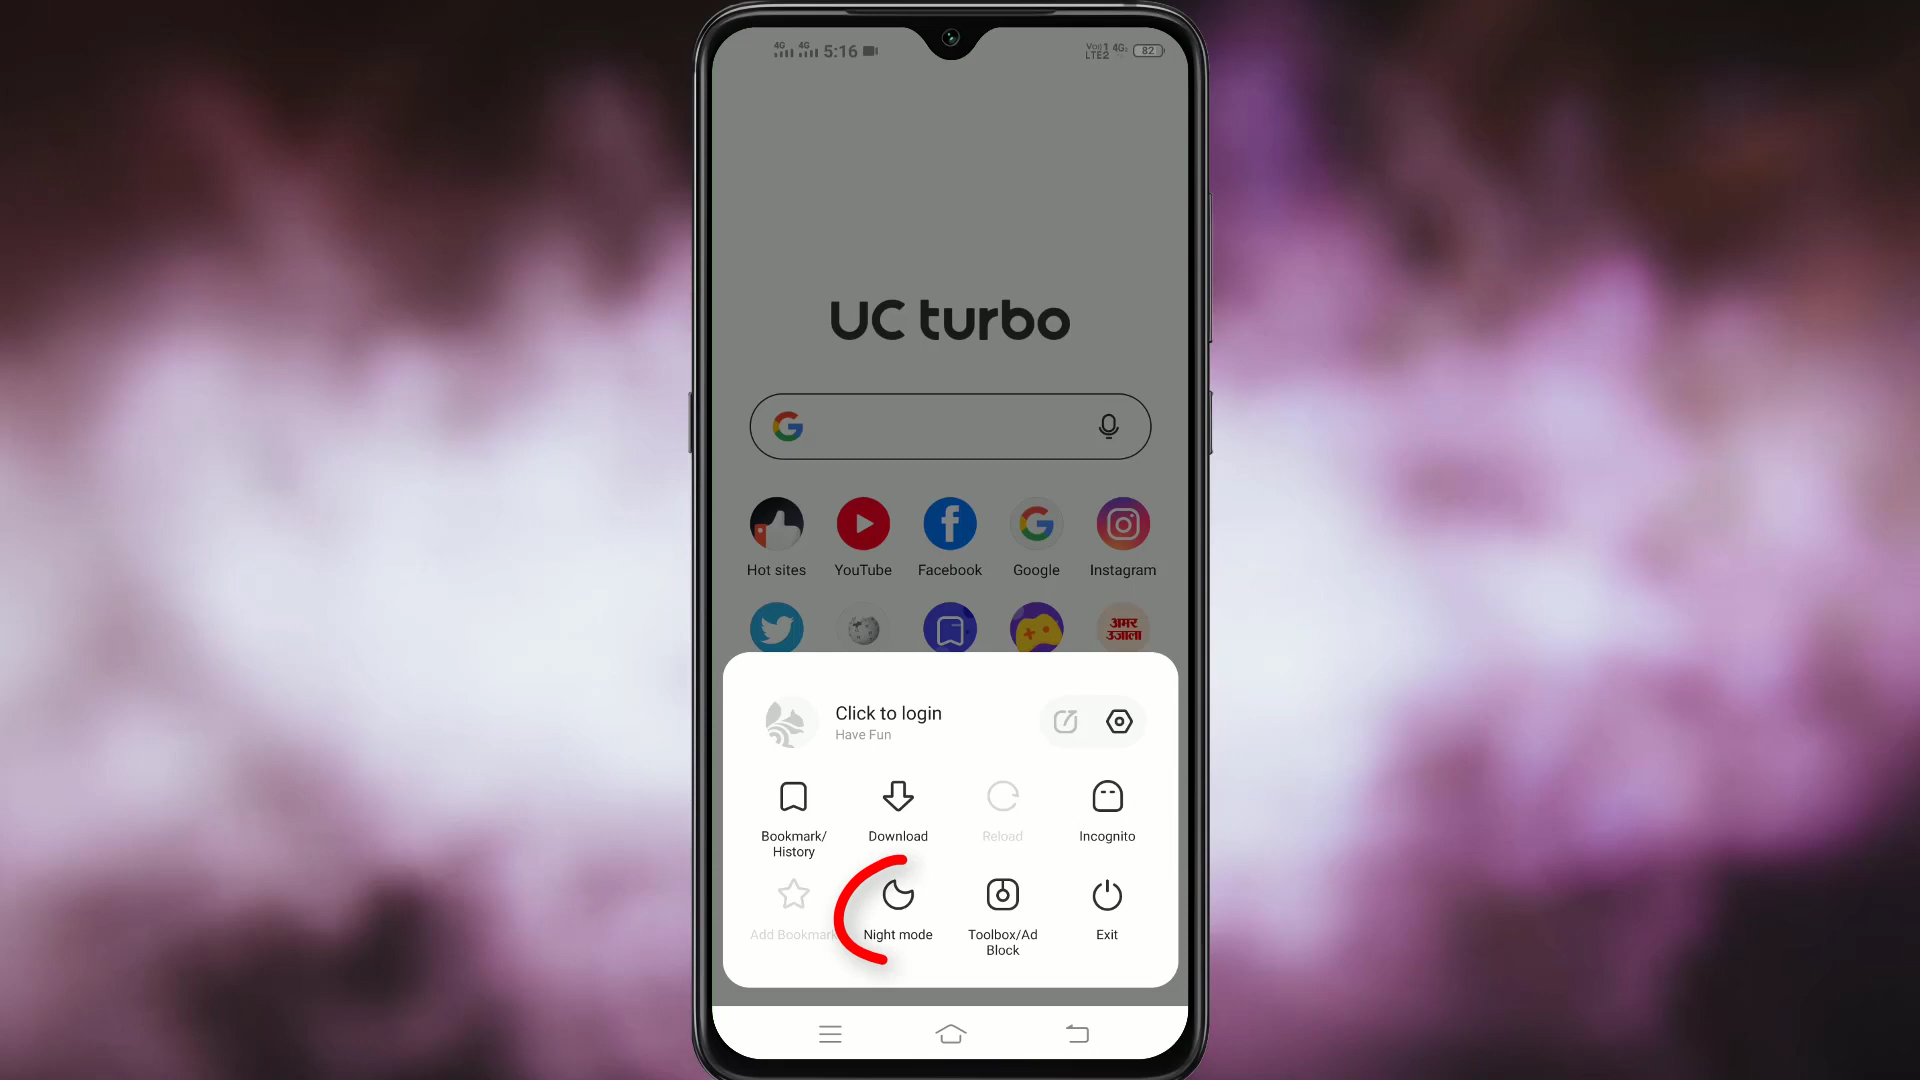 4G 4G 5:16
Vo)) 1 4G
LTE2
82
UC turbo
Hot sites YouTube Facebook Google Instagram
अमर
उजाला
Click to login
Have Fun
Bookmark/
History
Download Reload Incognito
Add Bookmark Night mode Toolbox/Ad
Block
Exit